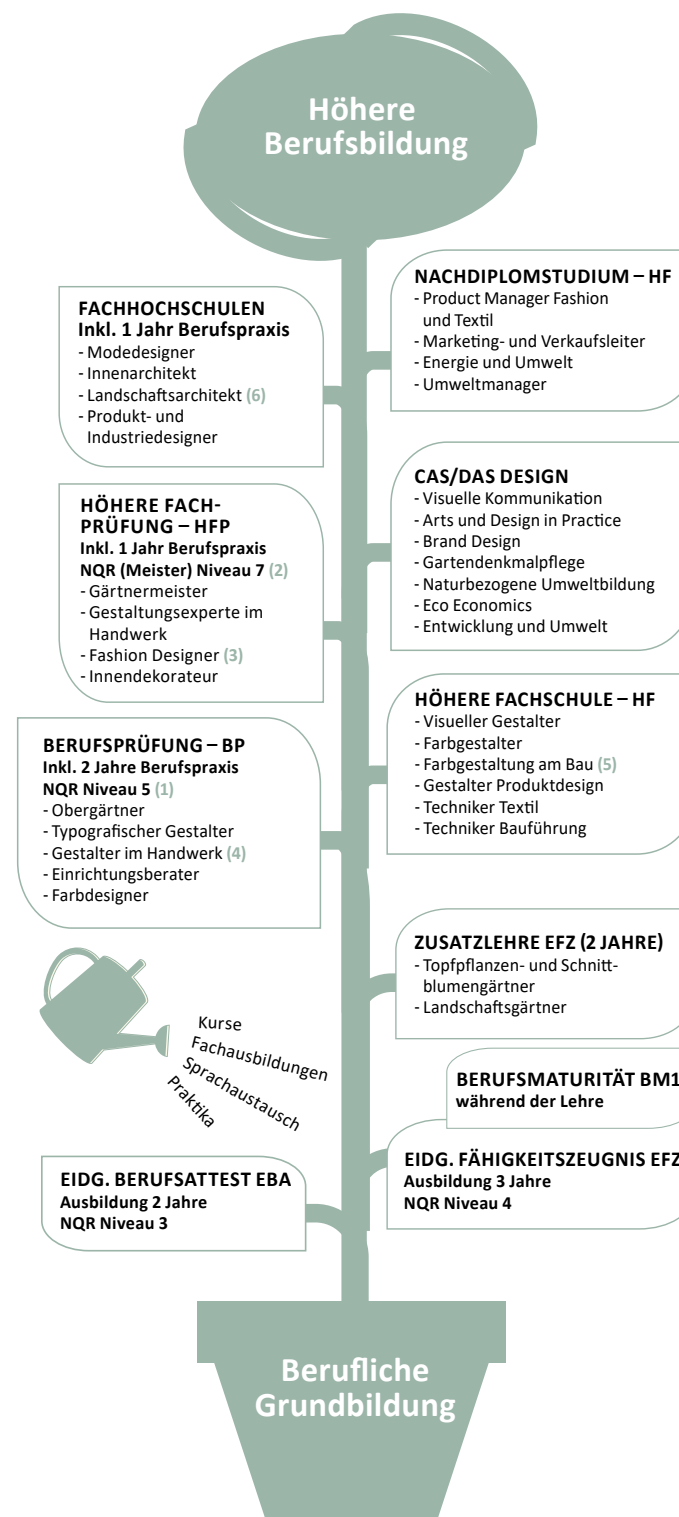 Höhere
Berufsbildung
FACHHOCHSCHULEN
Inkl. 1 Jahr Berufspraxis
- Modedesigner
- Innenarchitekt
- Landschaftsarchitekt (6)
- Produkt- und
Industriedesigner
NACHDIPLOMSTUDIUM – HF
- Product Manager Fashion
und Textil
- Marketing- und Verkaufsleiter
- Energie und Umwelt
- Umweltmanager
HÖHERE FACH-
PRÜFUNG – HFP
Inkl. 1 Jahr Berufspraxis
NQR (Meister) Niveau 7 (2)
- Gärtnermeister
- Gestaltungsexperte im
Handwerk
- Fashion Designer (3)
- Innendekorateur
CAS/DAS DESIGN
- Visuelle Kommunikation
- Arts und Design in Practice
- Brand Design
- Gartendenkmalpflege
- Naturbezogene Umweltbildung
- Eco Economics
- Entwicklung und Umwelt
BERUFSPRÜFUNG – BP
Inkl. 2 Jahre Berufspraxis
NQR Niveau 5 (1)
- Obergärtner
- Typografischer Gestalter
- Gestalter im Handwerk (4)
- Einrichtungsberater
- Farbdesigner
HÖHERE FACHSCHULE – HF
- Visueller Gestalter
- Farbgestalter
- Farbgestaltung am Bau (5)
- Gestalter Produktdesign
- Techniker Textil
- Techniker Bauführung
ZUSATZLEHRE EFZ (2 JAHRE)
- Topfpflanzen- und Schnitt-
blumengärtner
- Landschaftsgärtner
Kurse
Fachausbildungen
Sprachaustausch
Praktika
BERUFSMATURITÄT BM1
während der Lehre
EIDG. BERUFSATTEST EBA
Ausbildung 2 Jahre
NQR Niveau 3
EIDG. FÄHIGKEITSZEUGNIS EFZ
Ausbildung 3 Jahre
NQR Niveau 4
Berufliche
Grundbildung